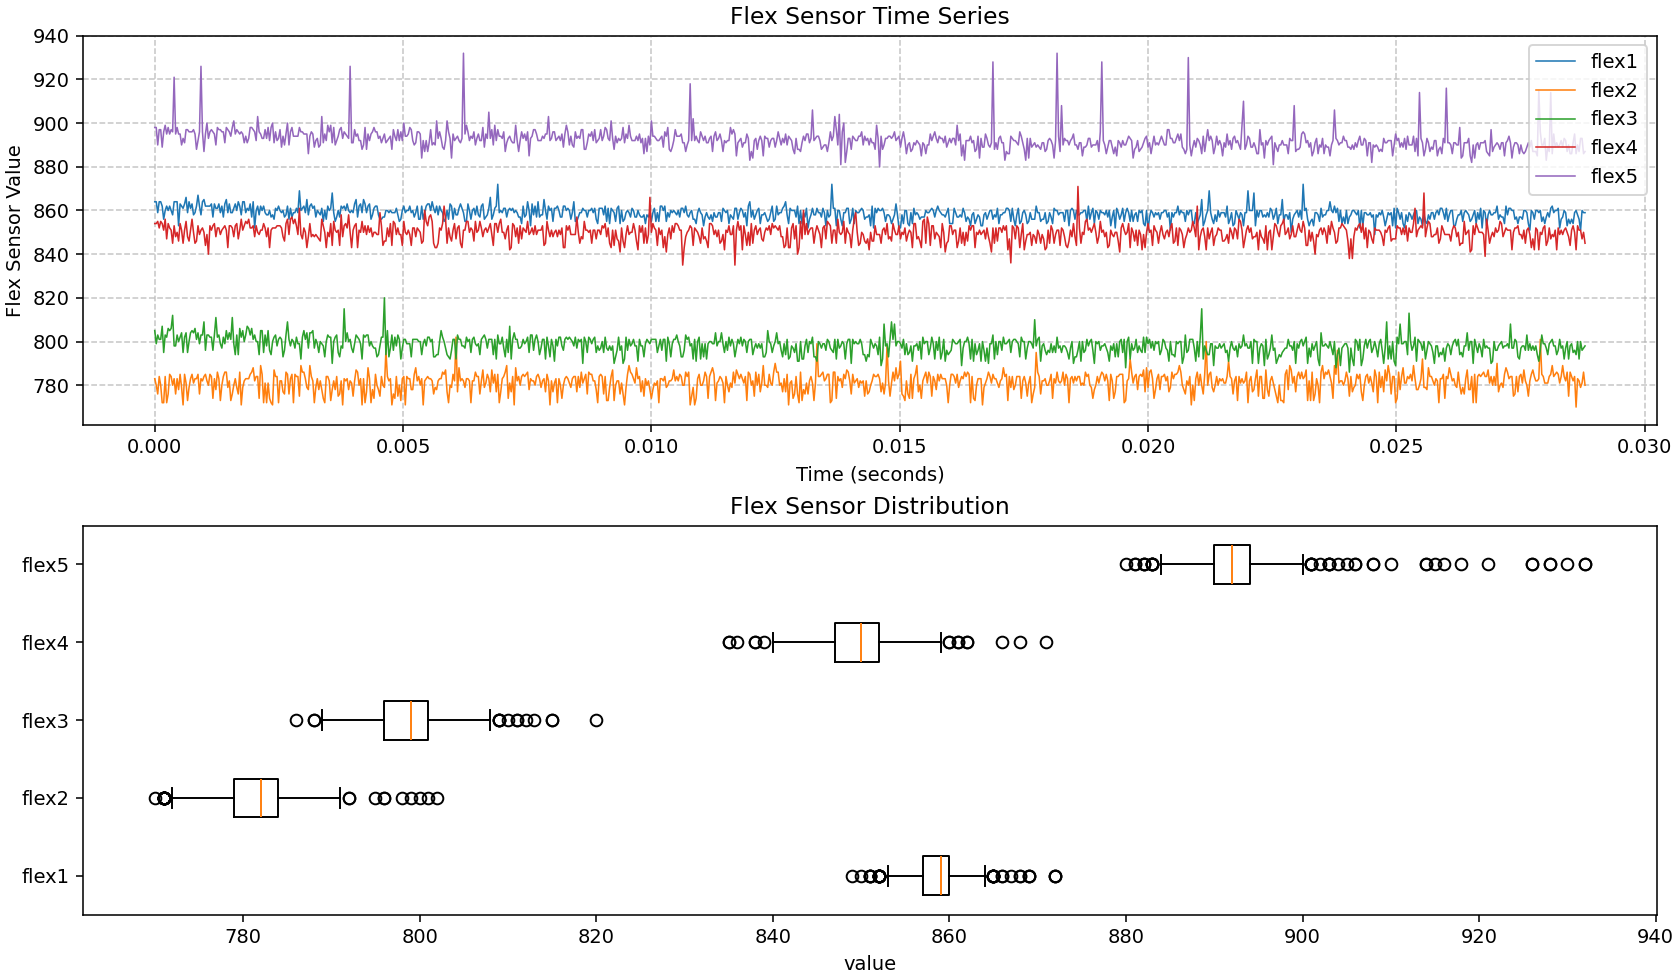 Flex Sensor Time Series
Flex Sensor Value
940
920
900
880
860
840
820
800
780
flex1
flex2
flex3
flex4
flex5
0.000 0.005 0.010 0.015 0.020 0.025 0.030
Time (seconds)
Flex Sensor Distribution
flex5
flex4
flex3
flex2
flex1
780 800 820 840 860 880 900 920 940
value